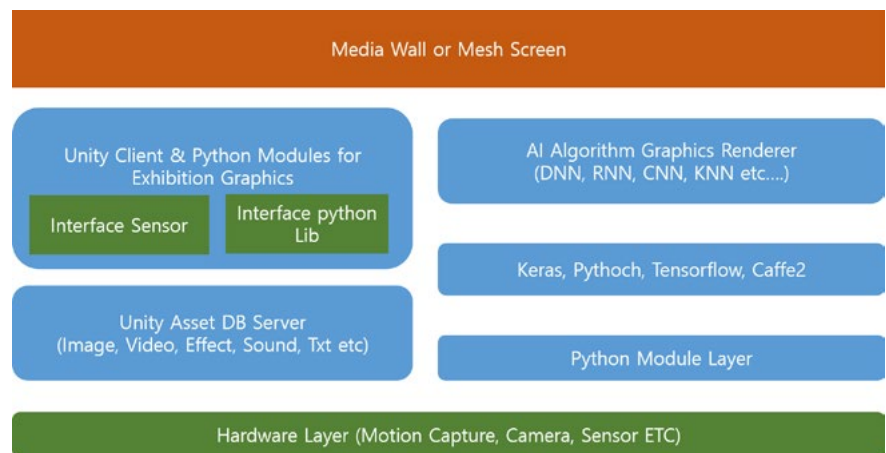 Media Wall or Mesh Screen
Unity Client & Python Modules for
Exhibition Graphics
Interface Sensor
Interface python
Lib
Unity Asset DB Server
(Image, Video, Effect, Sound, Txt etc)
AI Algorithm Graphics Renderer
(DNN, RNN, CNN, KNN etc....)
Keras, Pythoch, Tensorflow, Caffe2
Python Module Layer
Hardware Layer (Motion Capture, Camera, Sensor ETC)